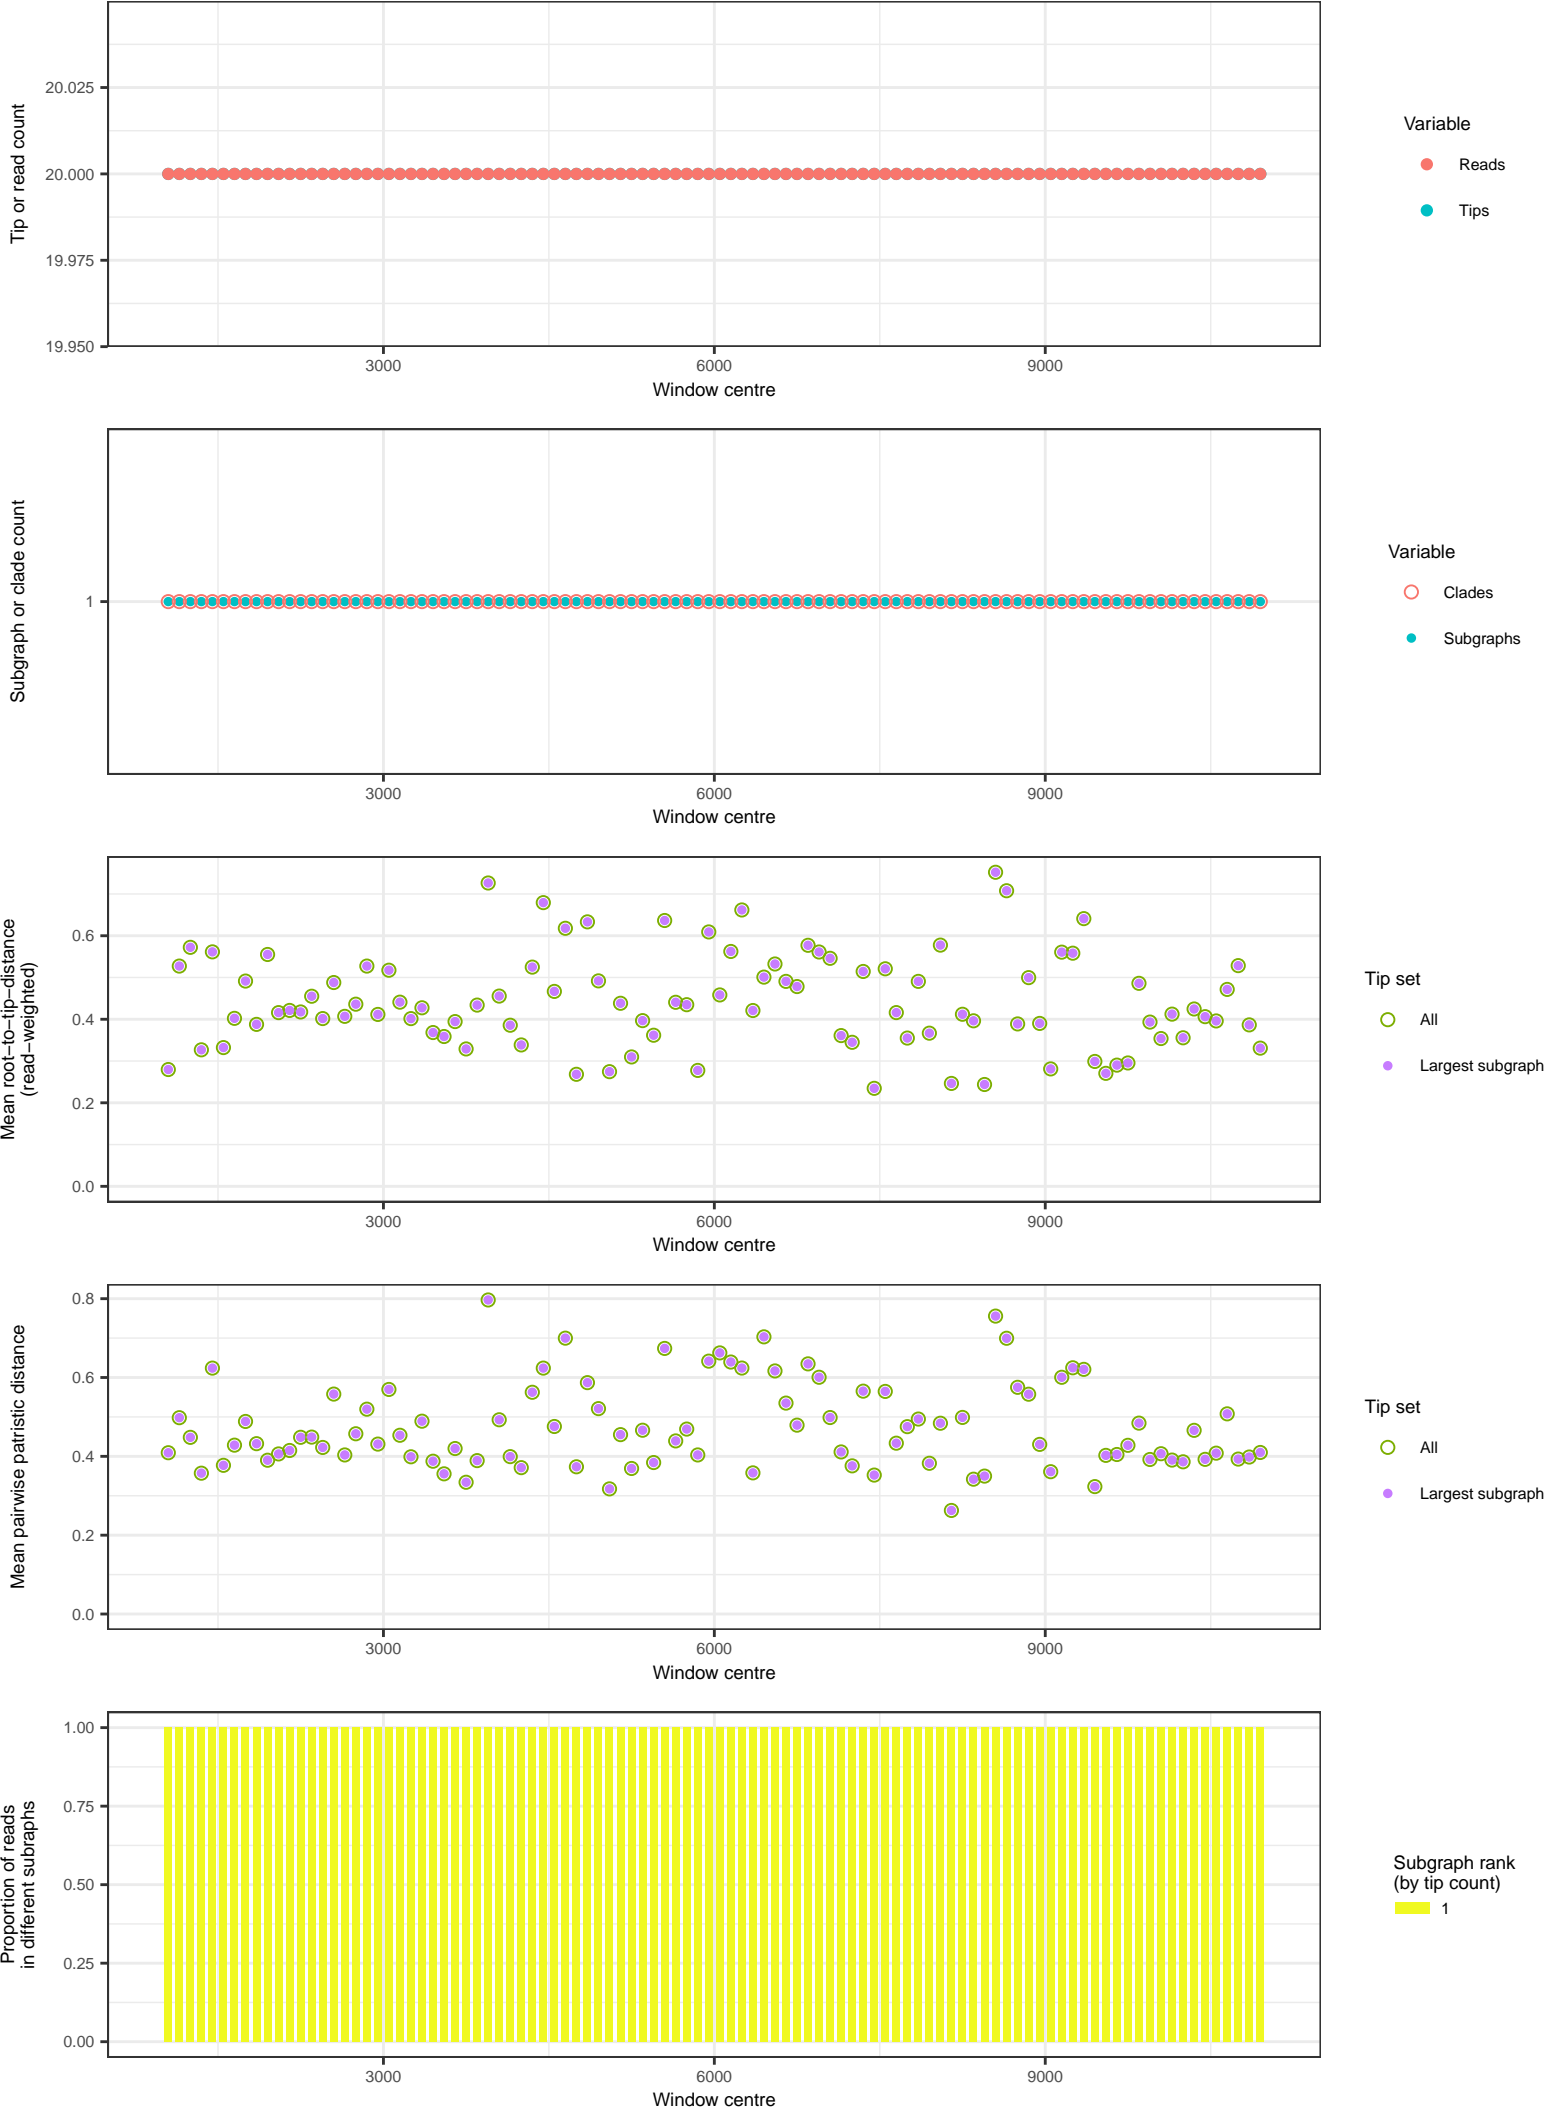 Tip or read count
20.025
20.000
19.975
19.950
3000
6000
9000
Window centre
Variable
Reads
Tips
Subgraph or clade count
1
3000
6000
9000
Window centre
Variable
Clades
Subgraphs
Mean root−to−tip−distance
(read−weighted)
0.6
0.4
0.2
0.0
3000
6000
9000
Window centre
Tip set
All
Largest subgraph
Mean pairwise patristic distance
0.8
0.6
0.4
0.2
0.0
3000
6000
9000
Window centre
Tip set
All
Largest subgraph
Proportion of reads
in different subraphs
1.00
0.75
0.50
0.25
0.00
3000
6000
9000
Window centre
Subgraph rank
(by tip count)
1